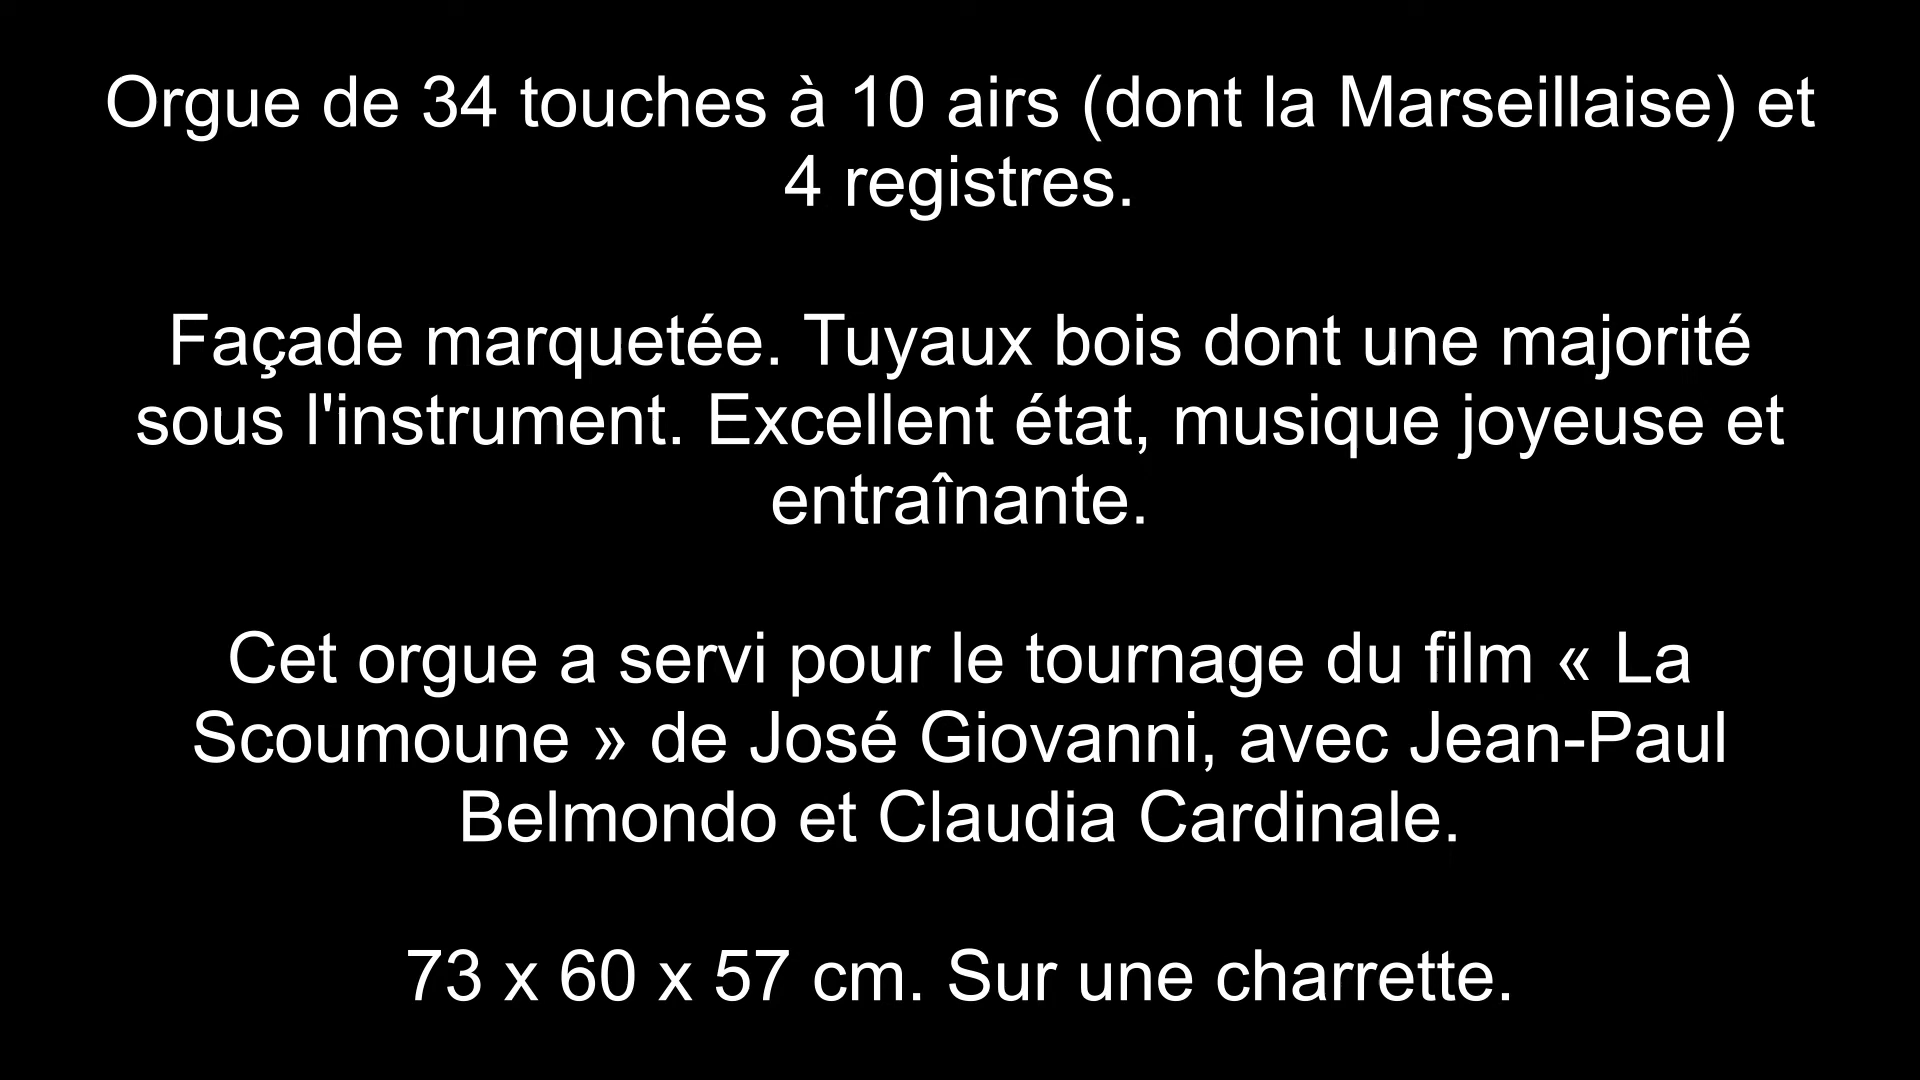 Orgue de 34 touches à 10 airs (dont la Marseillaise) et
4 registres.
Façade marquetée. Tuyaux bois dont une majorité
sous l'instrument. Excellent état, musique joyeuse et
entraînante.
Cet orgue a servi pour le tournage du film « La
Scoumoune » de José Giovanni, avec Jean-Paul
Belmondo et Claudia Cardinale.
73 x 60 x 57 cm. Sur une charrette.